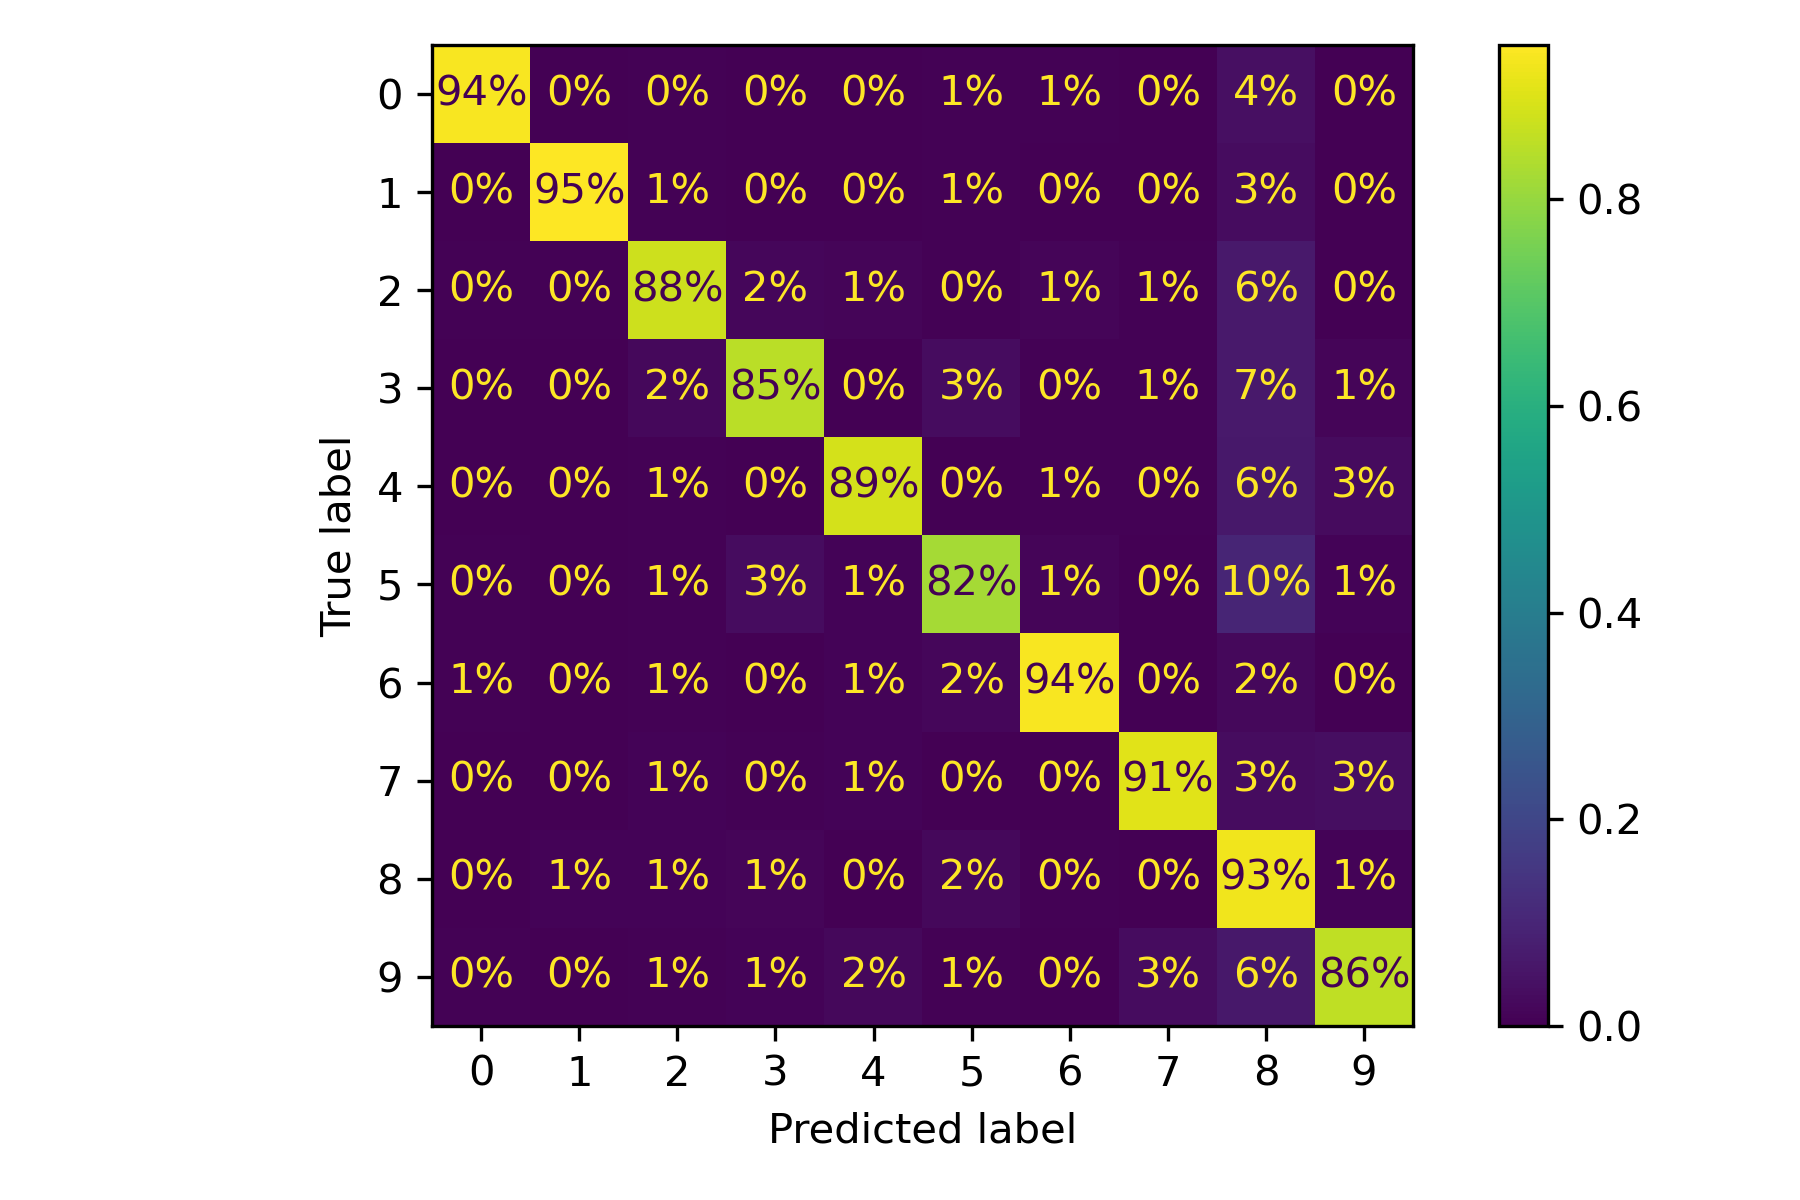 0 94% 0% 0% 0% 0% 1% 1% 0% 4% 0%
1 0% 95% 1% 0% 0% 1% 0% 0% 3% 0%
2 0% 0% 88% 2% 1% 0% 1% 1% 6% 0%
3 0% 0% 2% 85% 0% 3% 0% 1% 7% 1%
4 0% 0% 1% 0% 89% 0% 1% 0% 6% 3%
5 0% 0% 1% 3% 1% 82% 1% 0% 10% 1%
6 1% 0% 1% 0% 1% 2% 94% 0% 2% 0%
7 0% 0% 1% 0% 1% 0% 0% 91% 3% 3%
8 0% 1% 1% 1% 0% 2% 0% 0% 93% 1%
9 0% 0% 1% 1% 2% 1% 0% 3% 6% 86%
0 1 2 3 4 5 6 7 8 9
Predicted label
True label
0.8
0.6
0.4
0.2
0.0